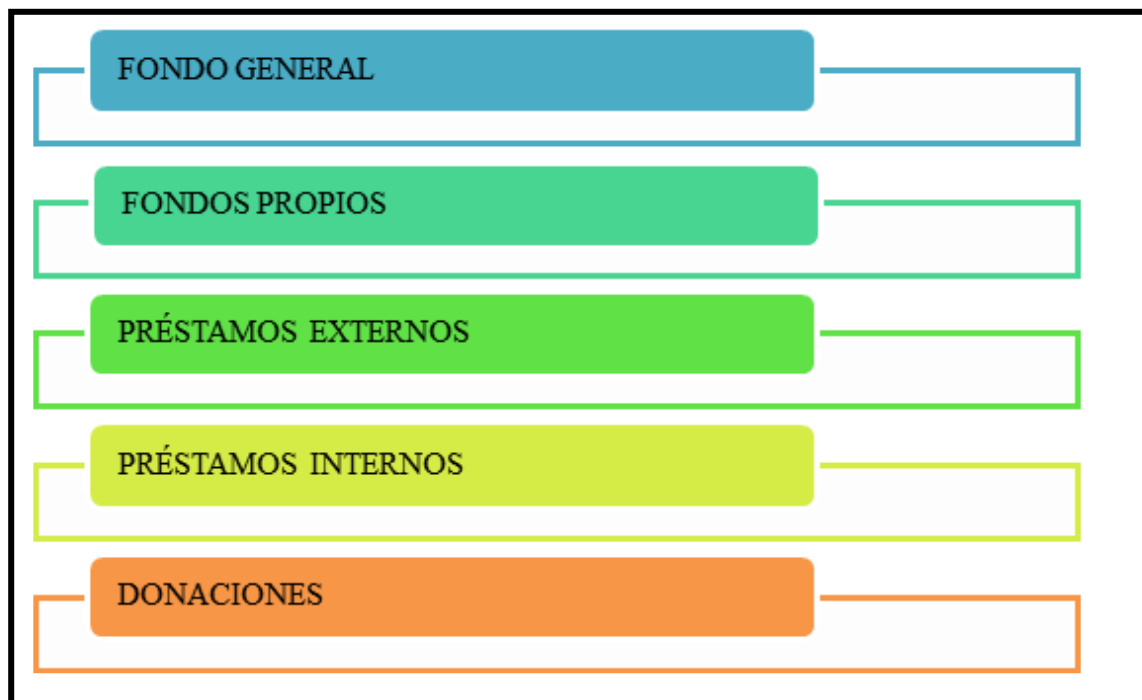 FONDO GENERAL
FONDOS PROPIOS
PRÉSTAMOS EXTERNOS
PRÉSTAMOS INTERNOS
DONACIONES